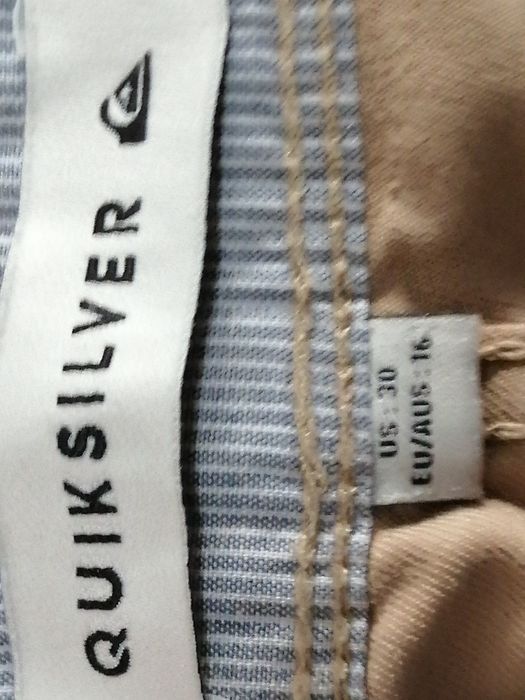 QUIKSILVER
US : 30
EU/AUS : 16